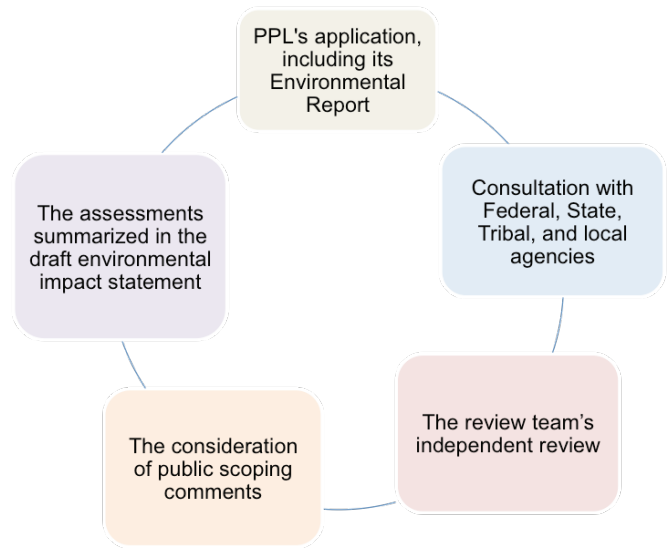 PPL's application,
including its
Environmental
Report
Consultation with
Federal, State,
Tribal, and local
agencies
The review team’s
independent review
The consideration
of public scoping
comments
The assessments
summarized in the
draft environmental
impact statement